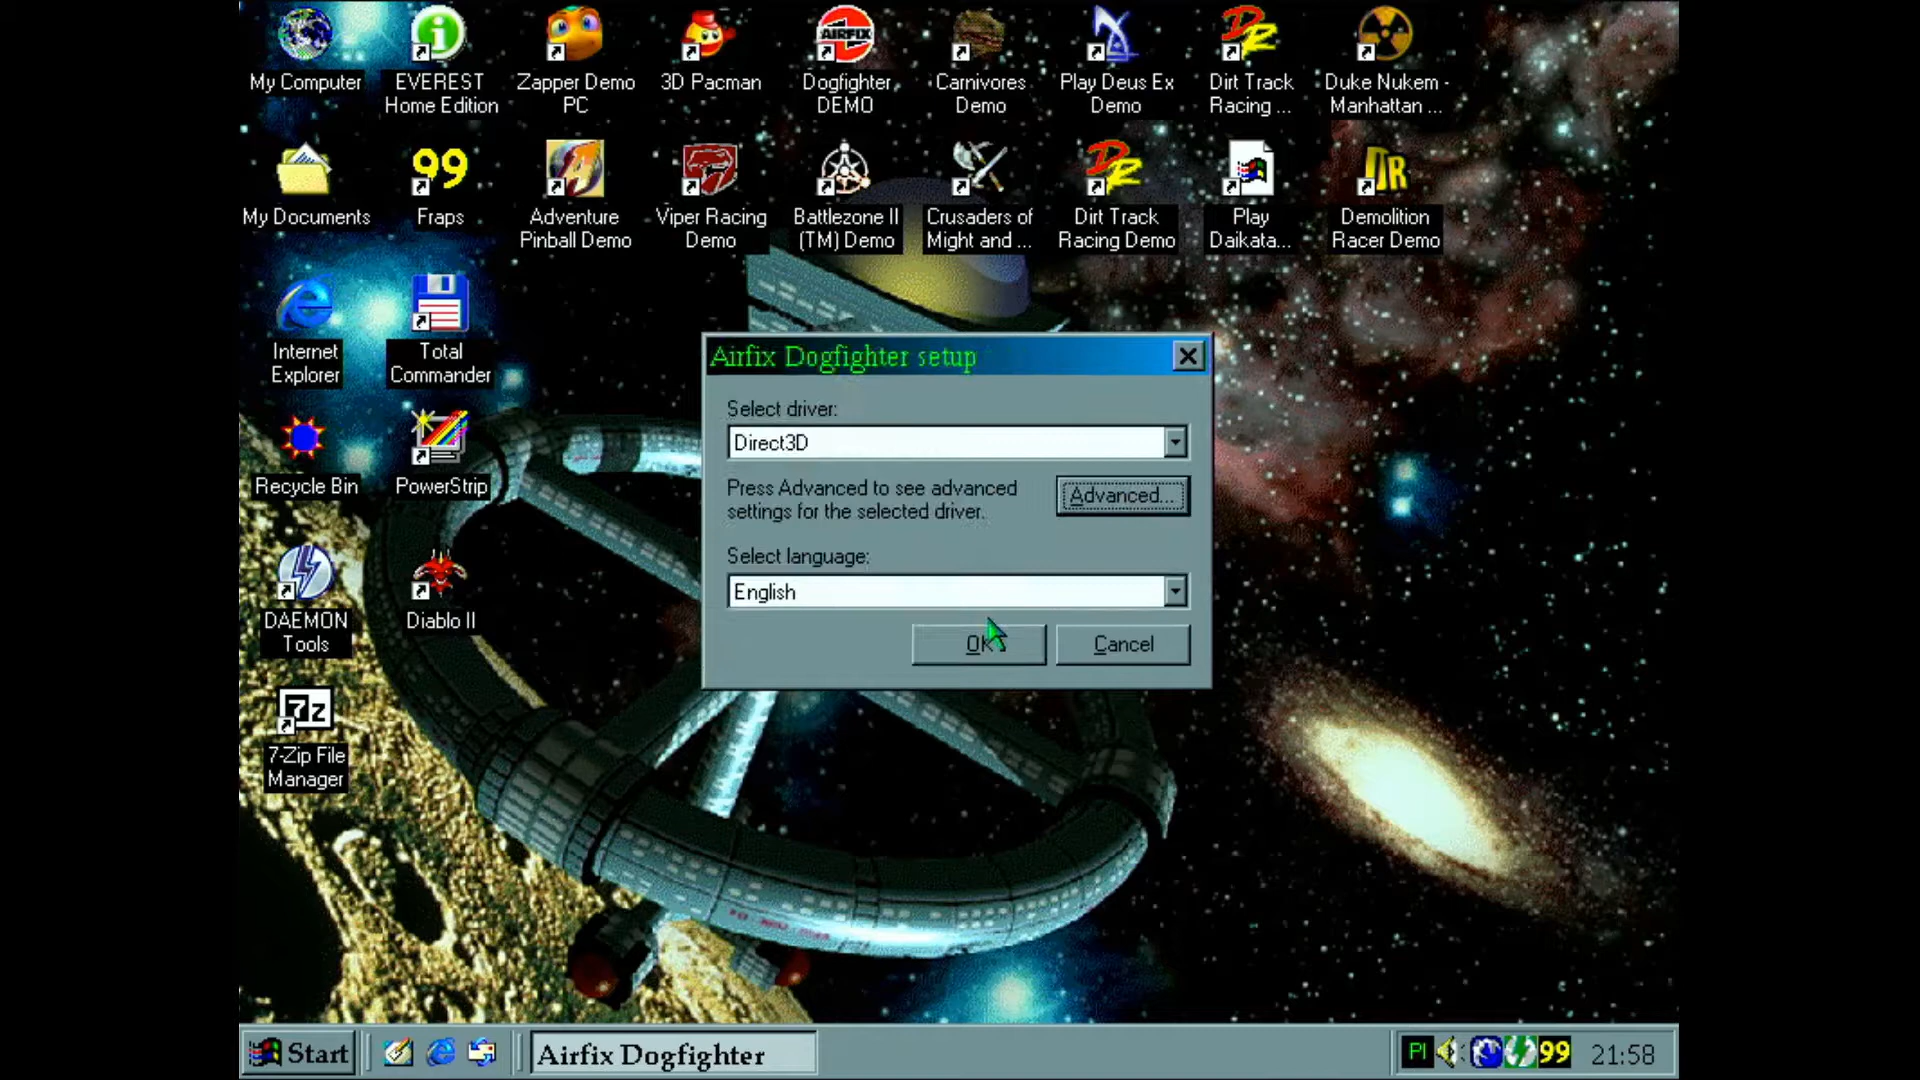 My Computer
EVEREST
Home Edition
Zapper Demo
PC
3D Pacman
AIRFIX
Dogfighter
DEMO
Carnivores
Demo
Play Deus Ex
Demo
DR
Dirt Track
Racing ...
Duke Nukem -
Manhattan ...
My Documents
99
Fraps
Adventure
Pinball Demo
Viper Racing
Demo
Battlezone II
(TM) Demo
Crusaders of
Might and ...
DR
Dirt Track
Racing Demo
Play
Daikata...
DR
Demolition
Racer Demo
Internet
Explorer
Total
Commander
Recycle Bin
PowerStrip
DAEMON
Tools
Diablo II
7z
7-Zip File
Manager
Airfix Dogfighter setup
Select driver:
Direct3D
Press Advanced to see advanced
settings for the selected driver.
Advanced...
Select language:
English
OK
Cancel
Start
Airfix Dogfighter
Pl
99
21:58